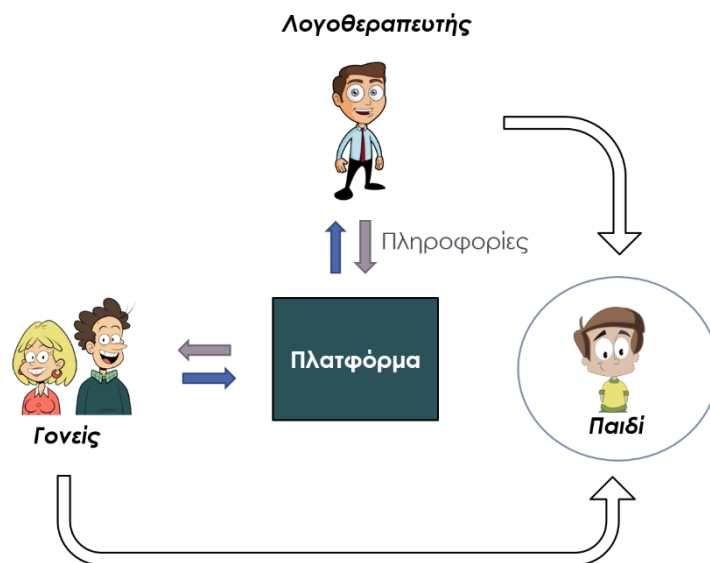 Λογοθεραπευτής
Πληροφορίες
Πλατφόρμα
Γονείς
Παιδί